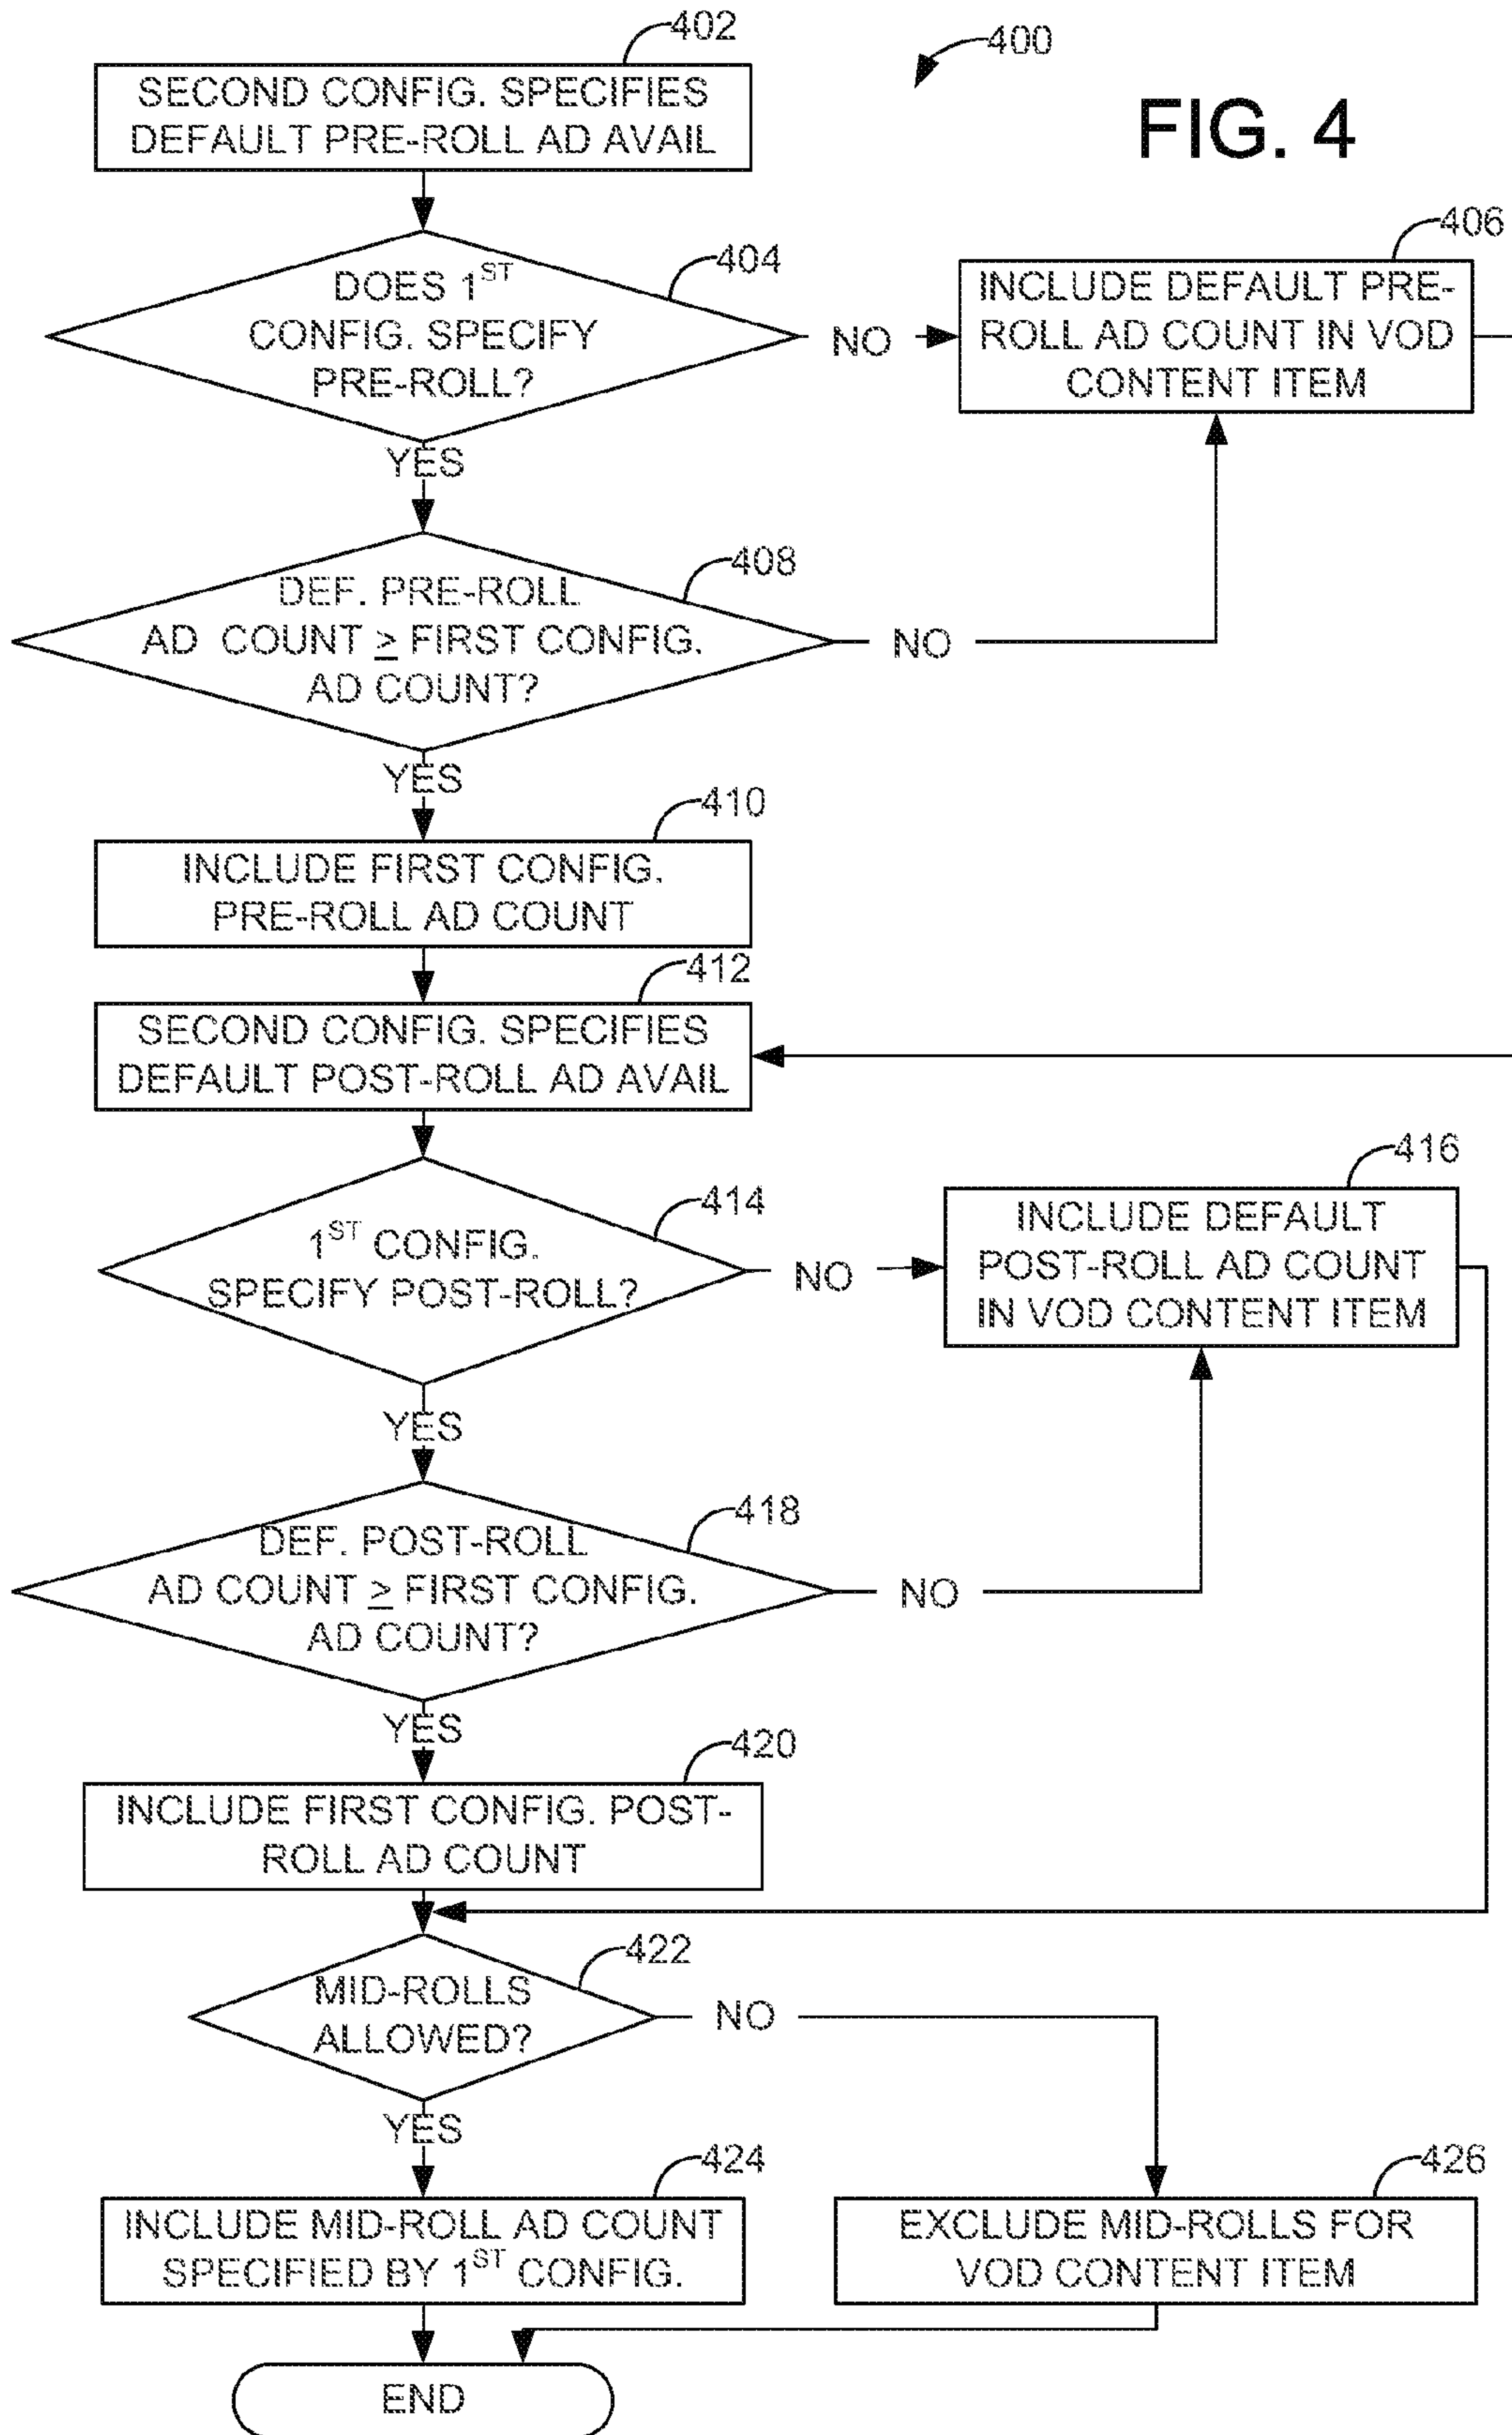 402
400
SECOND CONFIG. SPECIFIES
DEFAULT PRE-ROLL AD AVAIL
FIG. 4
404
DOES 1ST
CONFIG. SPECIFY
PRE-ROLL?
NO
406
INCLUDE DEFAULT PRE-
ROLL AD COUNT IN VOD
CONTENT ITEM
YES
408
DEF. PRE-ROLL
AD COUNT ≥ FIRST CONFIG.
AD COUNT?
NO
YES
410
INCLUDE FIRST CONFIG.
PRE-ROLL AD COUNT
412
SECOND CONFIG. SPECIFIES
DEFAULT POST-ROLL AD AVAIL
414
1ST CONFIG.
SPECIFY POST-ROLL?
NO
416
INCLUDE DEFAULT
POST-ROLL AD COUNT
IN VOD CONTENT ITEM
YES
418
DEF. POST-ROLL
AD COUNT ≥ FIRST CONFIG.
AD COUNT?
NO
YES
420
INCLUDE FIRST CONFIG. POST-
ROLL AD COUNT
422
MID-ROLLS
ALLOWED?
NO
YES
424
INCLUDE MID-ROLL AD COUNT
SPECIFIED BY 1ST CONFIG.
426
EXCLUDE MID-ROLLS FOR
VOD CONTENT ITEM
END